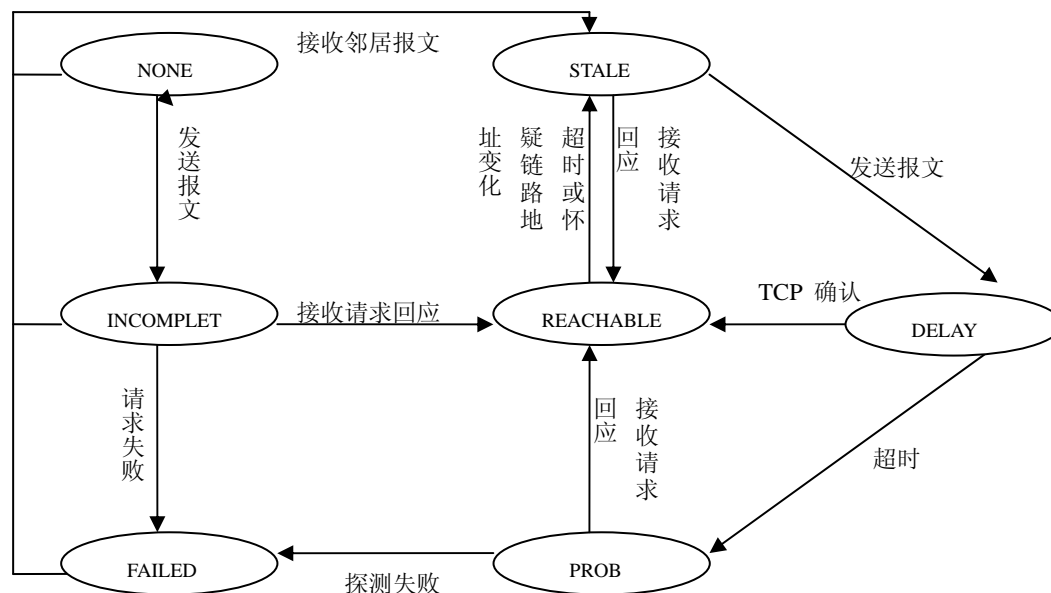 接收邻居报文
NONE
STALE
发送报文
址变化
疑链路地
超时或怀
回应
接收请求
发送报文
TCP 确认
INCOMPLET
接收请求回应
REACHABLE
DELAY
请求失败
回应
接收请求
超时
FAILED
探测失败
PROB